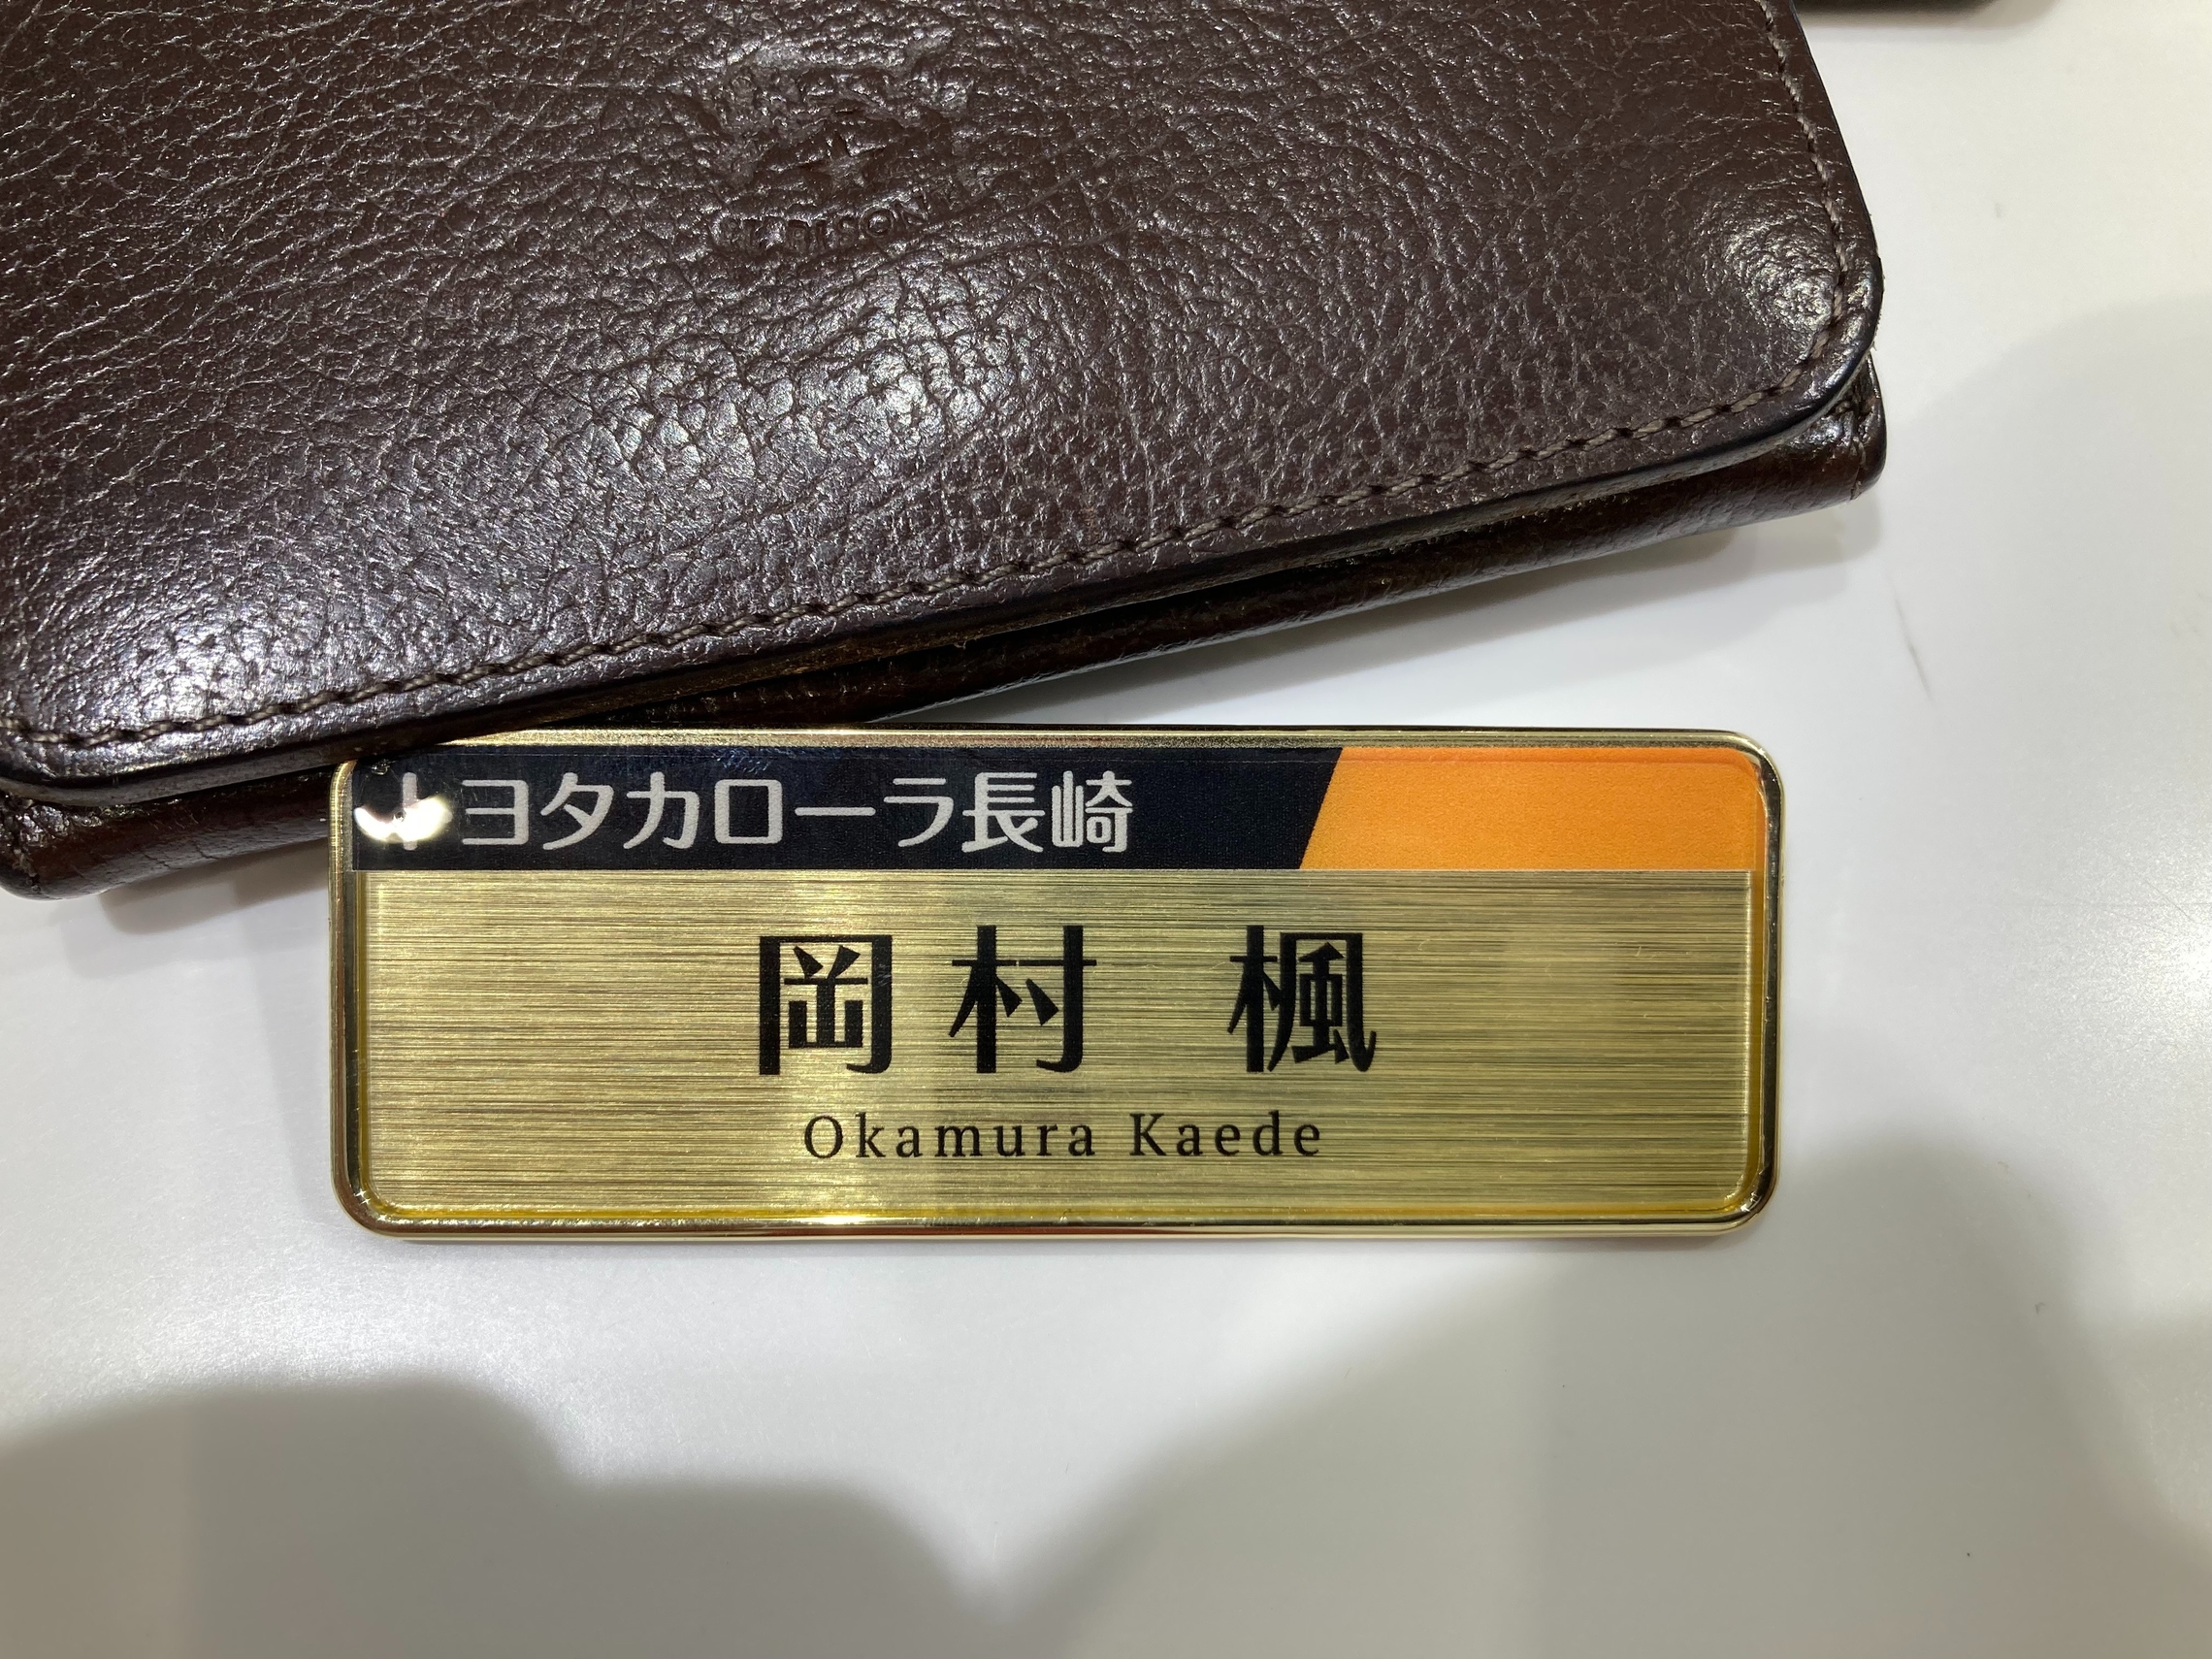 トヨタカローラ長崎
岡村 楓
Okamura Kaede